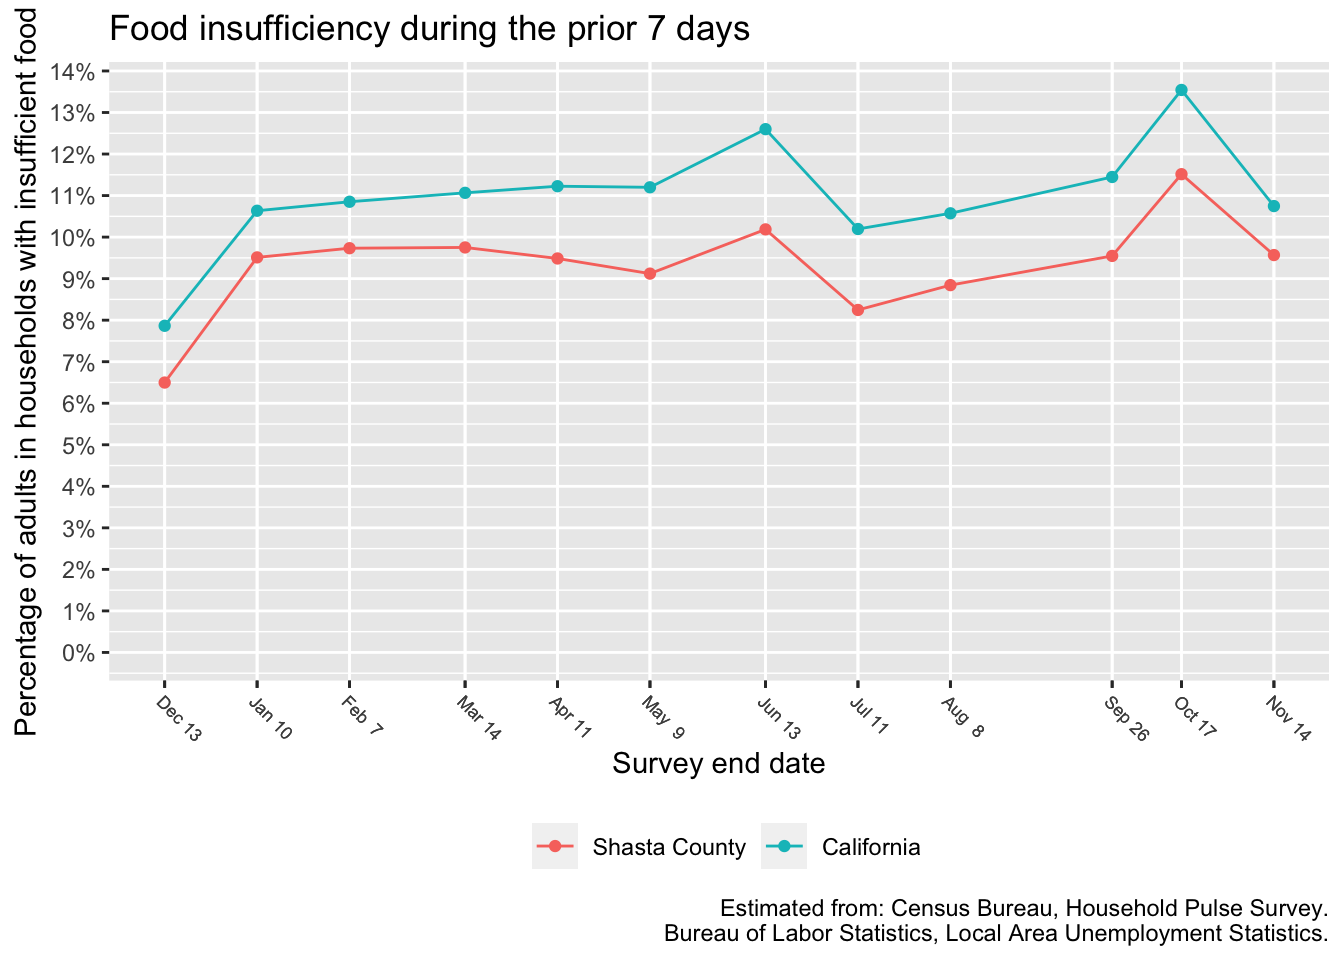 Food insufficiency during the prior 7 days
Percentage of adults in households with insufficient food
14%
13%
12%
11%
10%
9%
8%
7%
6%
5%
4%
3%
2%
1%
0%
Dec 13
Jan 10
Feb 7
Mar 14
Apr 11
May 9
Jun 13
Jul 11
Aug 8
Sep 26
Oct 17
Nov 14
Survey end date
Shasta County
California
Estimated from: Census Bureau, Household Pulse Survey.
Bureau of Labor Statistics, Local Area Unemployment Statistics.